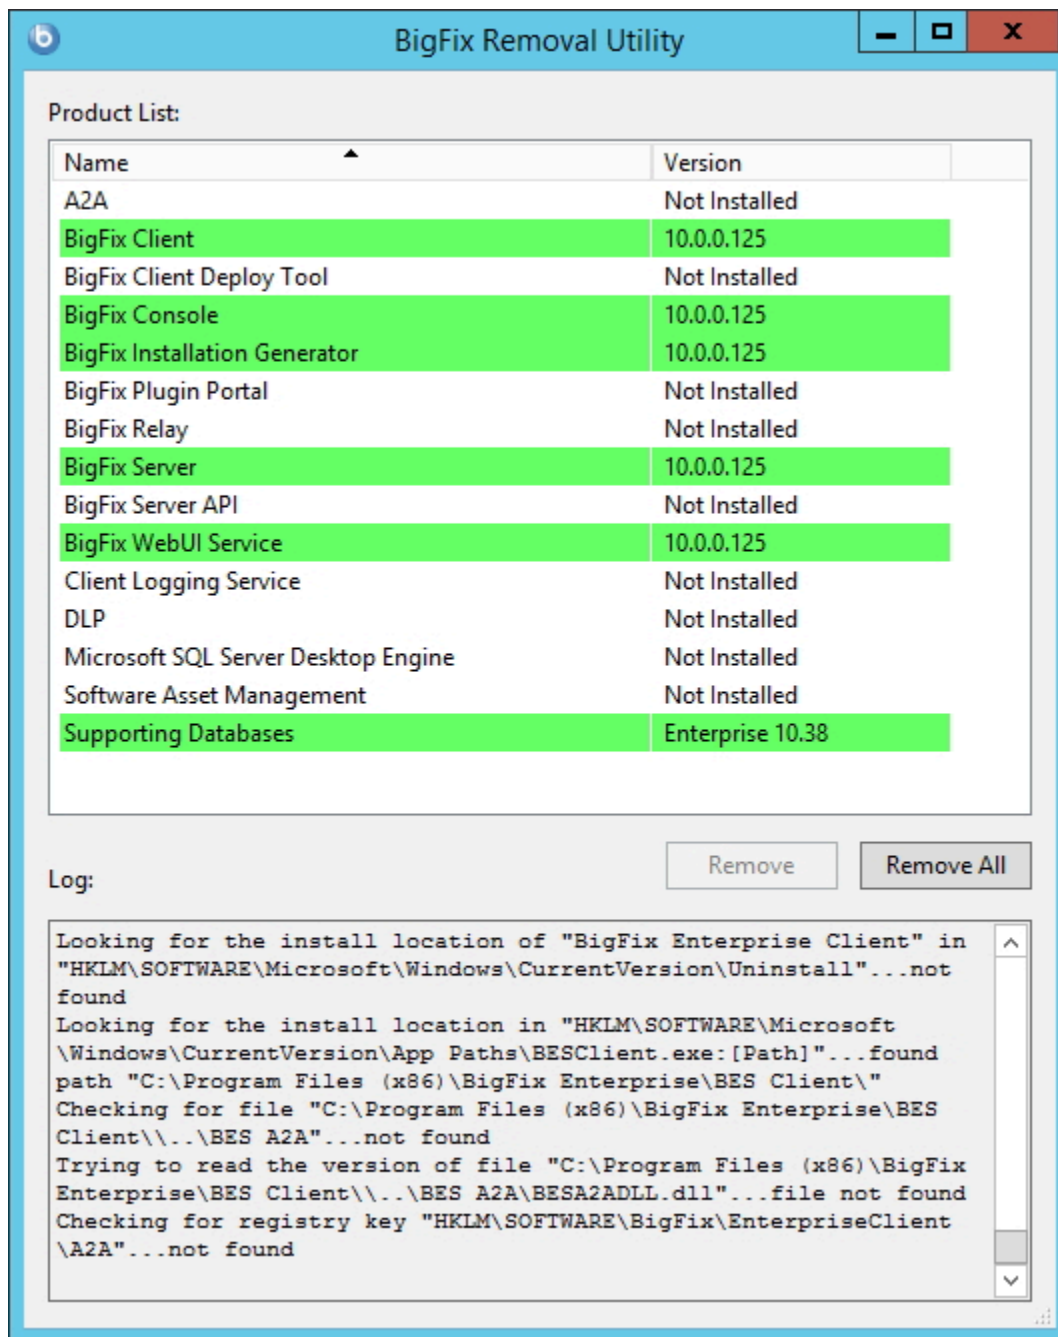 BigFix Removal Utility
Product List:
Name Version
A2A Not Installed
BigFix Client 10.0.0.125
BigFix Client Deploy Tool Not Installed
BigFix Console 10.0.0.125
BigFix Installation Generator 10.0.0.125
BigFix Plugin Portal Not Installed
BigFix Relay Not Installed
BigFix Server 10.0.0.125
BigFix Server API Not Installed
BigFix WebUI Service 10.0.0.125
Client Logging Service Not Installed
DLP Not Installed
Microsoft SQL Server Desktop Engine Not Installed
Software Asset Management Not Installed
Supporting Databases Enterprise 10.38
Remove Remove All
Log:
Looking for the install location of "BigFix Enterprise Client" in
"HKLM\SOFTWARE\Microsoft\Windows\CurrentVersion\Uninstall"...not
found
Looking for the install location in "HKLM\SOFTWARE\Microsoft
\Windows\CurrentVersion\App Paths\BESClient.exe:[Path]"...found
path "C:\Program Files (x86)\BigFix Enterprise\BES Client\"
Checking for file "C:\Program Files (x86)\BigFix Enterprise\BES
Client\\..\BES A2A"...not found
Trying to read the version of file "C:\Program Files (x86)\BigFix
Enterprise\BES Client\\..\BES A2A\BESA2ADLL.dll"...file not found
Checking for registry key "HKLM\SOFTWARE\BigFix\EnterpriseClient
\A2A"...not found